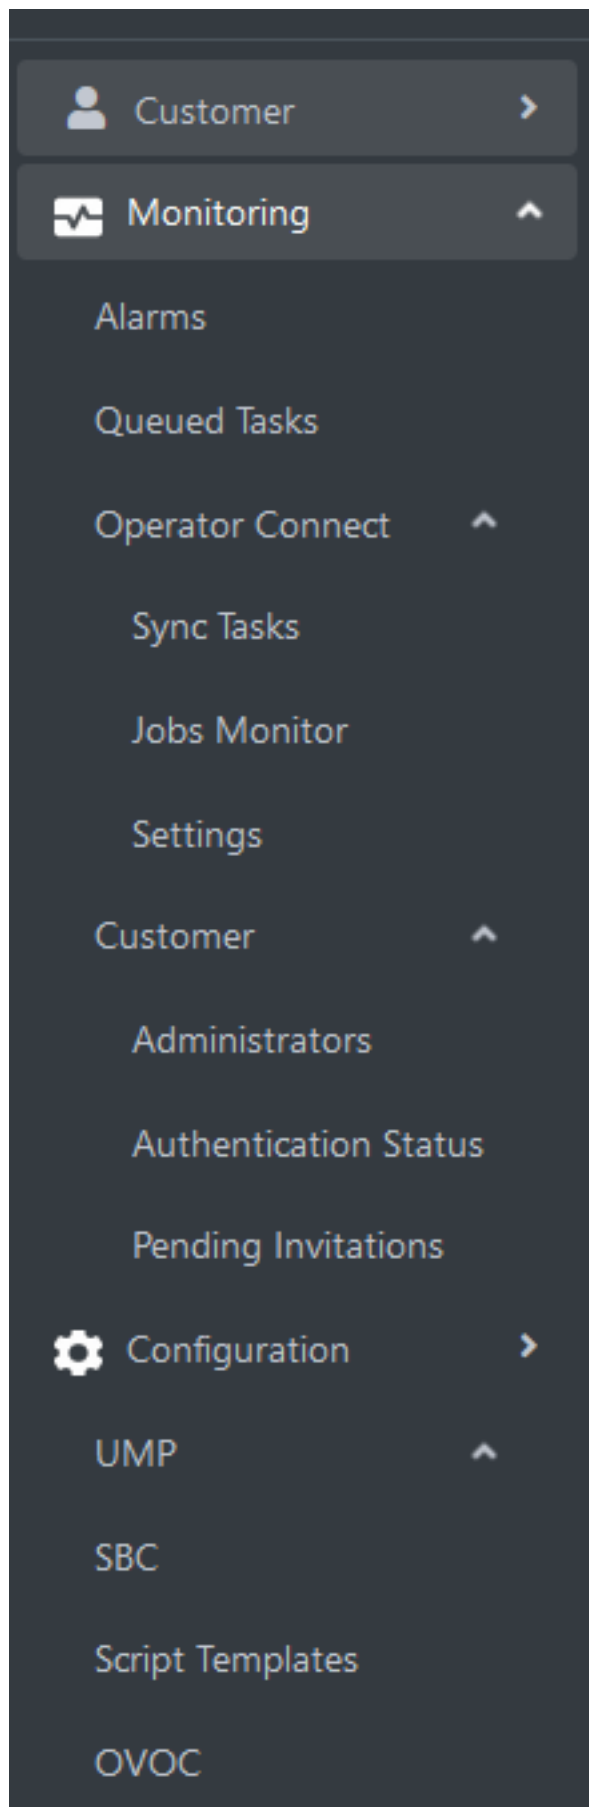 Customer
Monitoring
Alarms
Queued Tasks
Operator Connect
Sync Tasks
Jobs Monitor
Settings
Customer
Administrators
Authentication Status
Pending Invitations
Configuration
UMP
SBC
Script Templates
OVOC